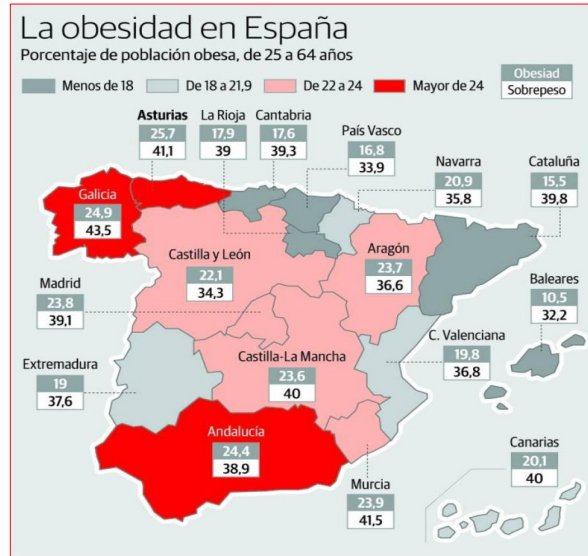 La obesidad en España
Porcentaje de población obesa, de 25 a 64 años
Menos de 18
De 18 a 21,9
De 22 a 24
Mayor de 24
Obesiad
Sobrepeso
Asturias
25,7
41,1
La Rioja
17,9
39
Cantabria
17,6
39,3
País Vasco
16,8
33,9
Navarra
20,9
35,8
Cataluña
15,5
39,8
Galicia
24,9
43,5
Castilla y León
22,1
34,3
Aragón
23,7
36,6
Madrid
23,8
39,1
Baleares
10,5
32,2
C. Valenciana
19,8
36,8
Extremadura
19
37,6
Castilla-La Mancha
23,6
40
Andalucía
24,4
38,9
Murcia
23,9
41,5
Canarias
20,1
40